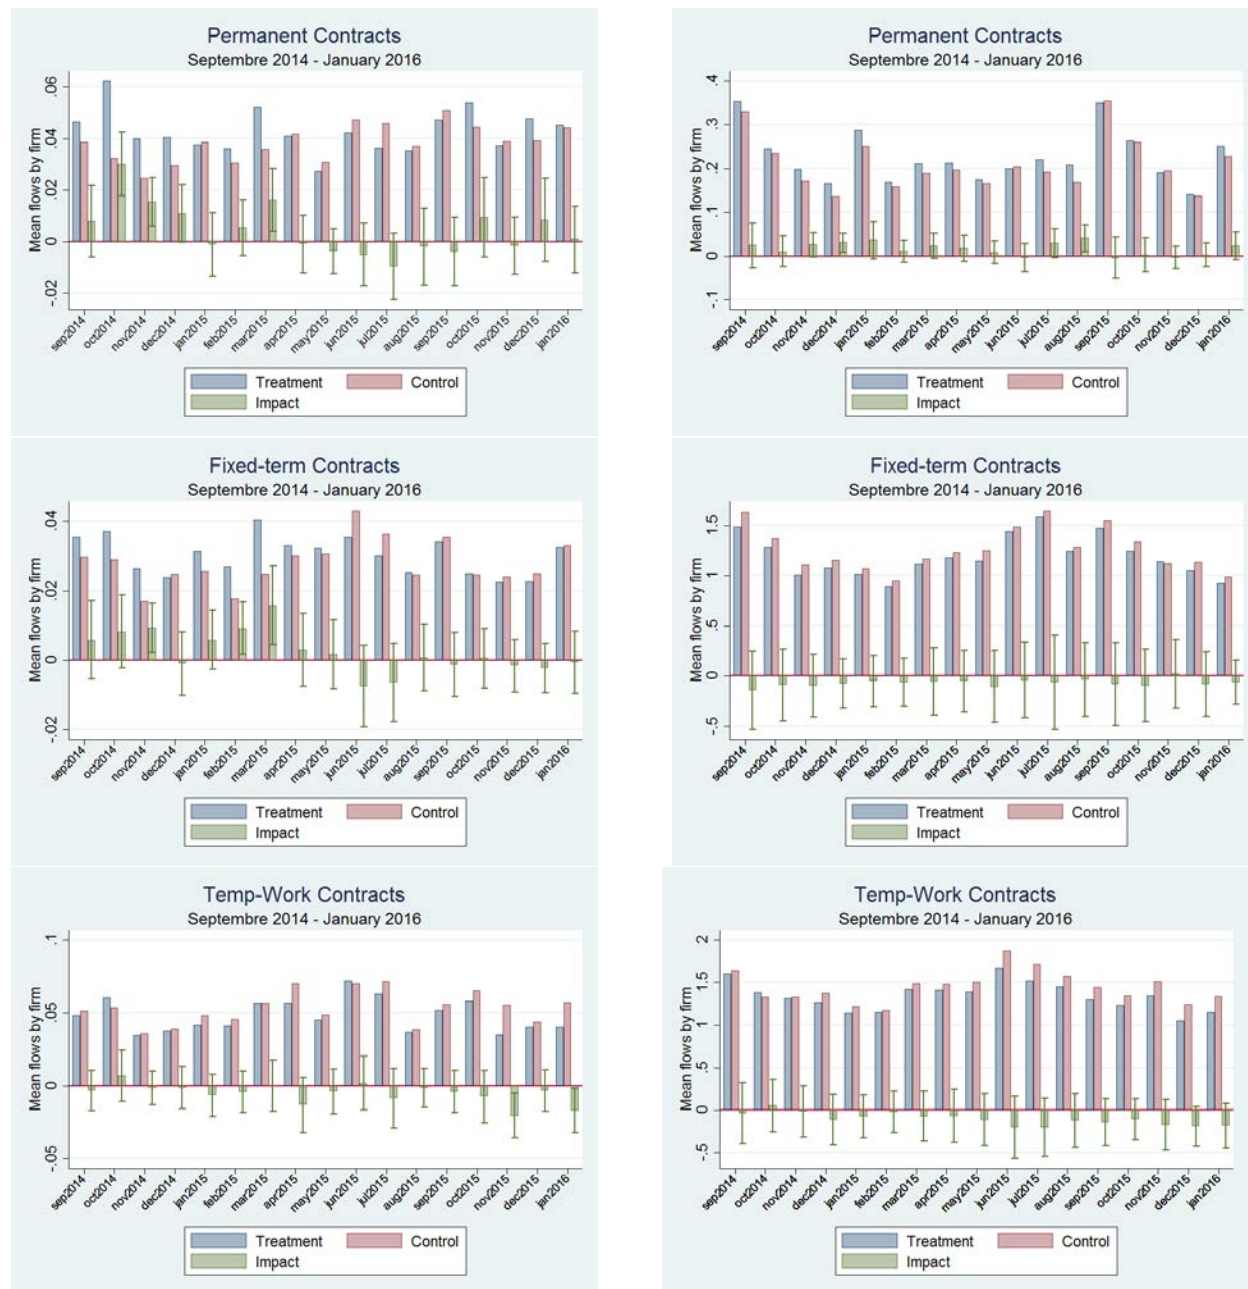 Permanent Contracts
Septembre 2014 - January 2016
Mean flows by firm
.06
.04
.02
0
-.02
sep2014 oct2014 nov2014 dec2014 jan2015 feb2015 mar2015 apr2015 may2015 jun2015 jul2015 aug2015 sep2015 oct2015 nov2015 dec2015 jan2016
Treatment Control
Impact
Permanent Contracts
Septembre 2014 - January 2016
Mean flows by firm
.4
.3
.2
.1
0
-.1
sep2014 oct2014 nov2014 dec2014 jan2015 feb2015 mar2015 apr2015 may2015 jun2015 jul2015 aug2015 sep2015 oct2015 nov2015 dec2015 jan2016
Treatment Control
Impact
Fixed-term Contracts
Septembre 2014 - January 2016
Mean flows by firm
.04
.02
0
-.02
sep2014 oct2014 nov2014 dec2014 jan2015 feb2015 mar2015 apr2015 may2015 jun2015 jul2015 aug2015 sep2015 oct2015 nov2015 dec2015 jan2016
Treatment Control
Impact
Fixed-term Contracts
Septembre 2014 - January 2016
Mean flows by firm
1.5
1
.5
0
-.5
sep2014 oct2014 nov2014 dec2014 jan2015 feb2015 mar2015 apr2015 may2015 jun2015 jul2015 aug2015 sep2015 oct2015 nov2015 dec2015 jan2016
Treatment Control
Impact
Temp-Work Contracts
Septembre 2014 - January 2016
Mean flows by firm
.1
.05
0
-.05
sep2014 oct2014 nov2014 dec2014 jan2015 feb2015 mar2015 apr2015 may2015 jun2015 jul2015 aug2015 sep2015 oct2015 nov2015 dec2015 jan2016
Treatment Control
Impact
Temp-Work Contracts
Septembre 2014 - January 2016
Mean flows by firm
2
1.5
1
.5
0
-.5
sep2014 oct2014 nov2014 dec2014 jan2015 feb2015 mar2015 apr2015 may2015 jun2015 jul2015 aug2015 sep2015 oct2015 nov2015 dec2015 jan2016
Treatment Control
Impact